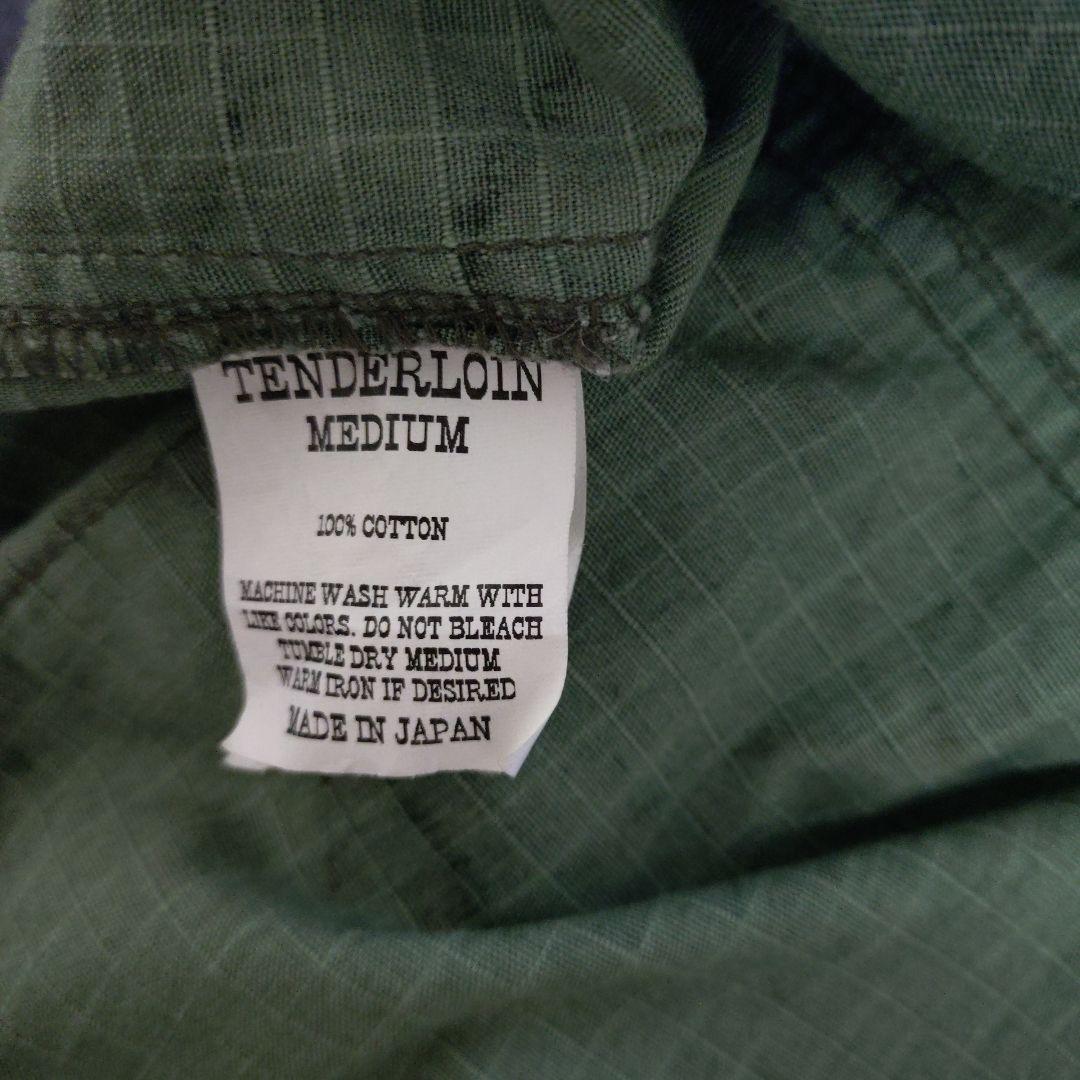 TENDERLOIN
MEDIUM
100% COTTON
MACHINE WASH WARM WITH
LIKE COLORS. DO NOT BLEACH
TUMBLE DRY MEDIUM
WARM IRON IF DESIRED
MADE IN JAPAN